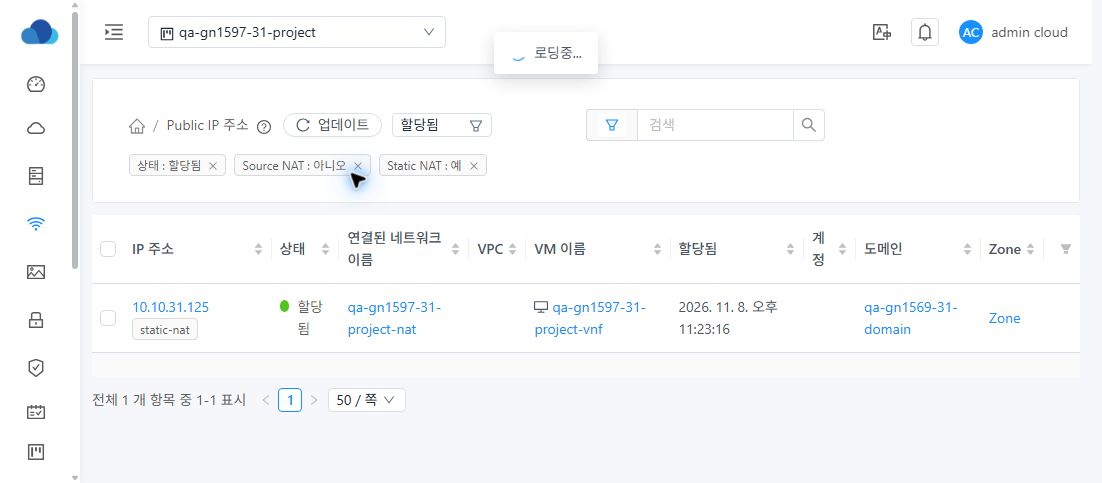 qa-gn1597-31-project
로딩중...
AC admin cloud
/ Public IP 주소 업데이트 할당됨 검색
상태 : 할당됨 Source NAT : 아니오 Static NAT : 예
IP 주소 상태 연결된 네트워크 이름 VPC VM 이름 할당됨 계정 도메인 Zone
10.10.31.125 할당됨 qa-gn1597-31-project-nat qa-gn1597-31-project-vnf 2026. 11. 8. 오후 11:23:16 qa-gn1569-31-domain Zone
static-nat
전체 1 개 항목 중 1-1 표시 < 1 > 50 / 쪽